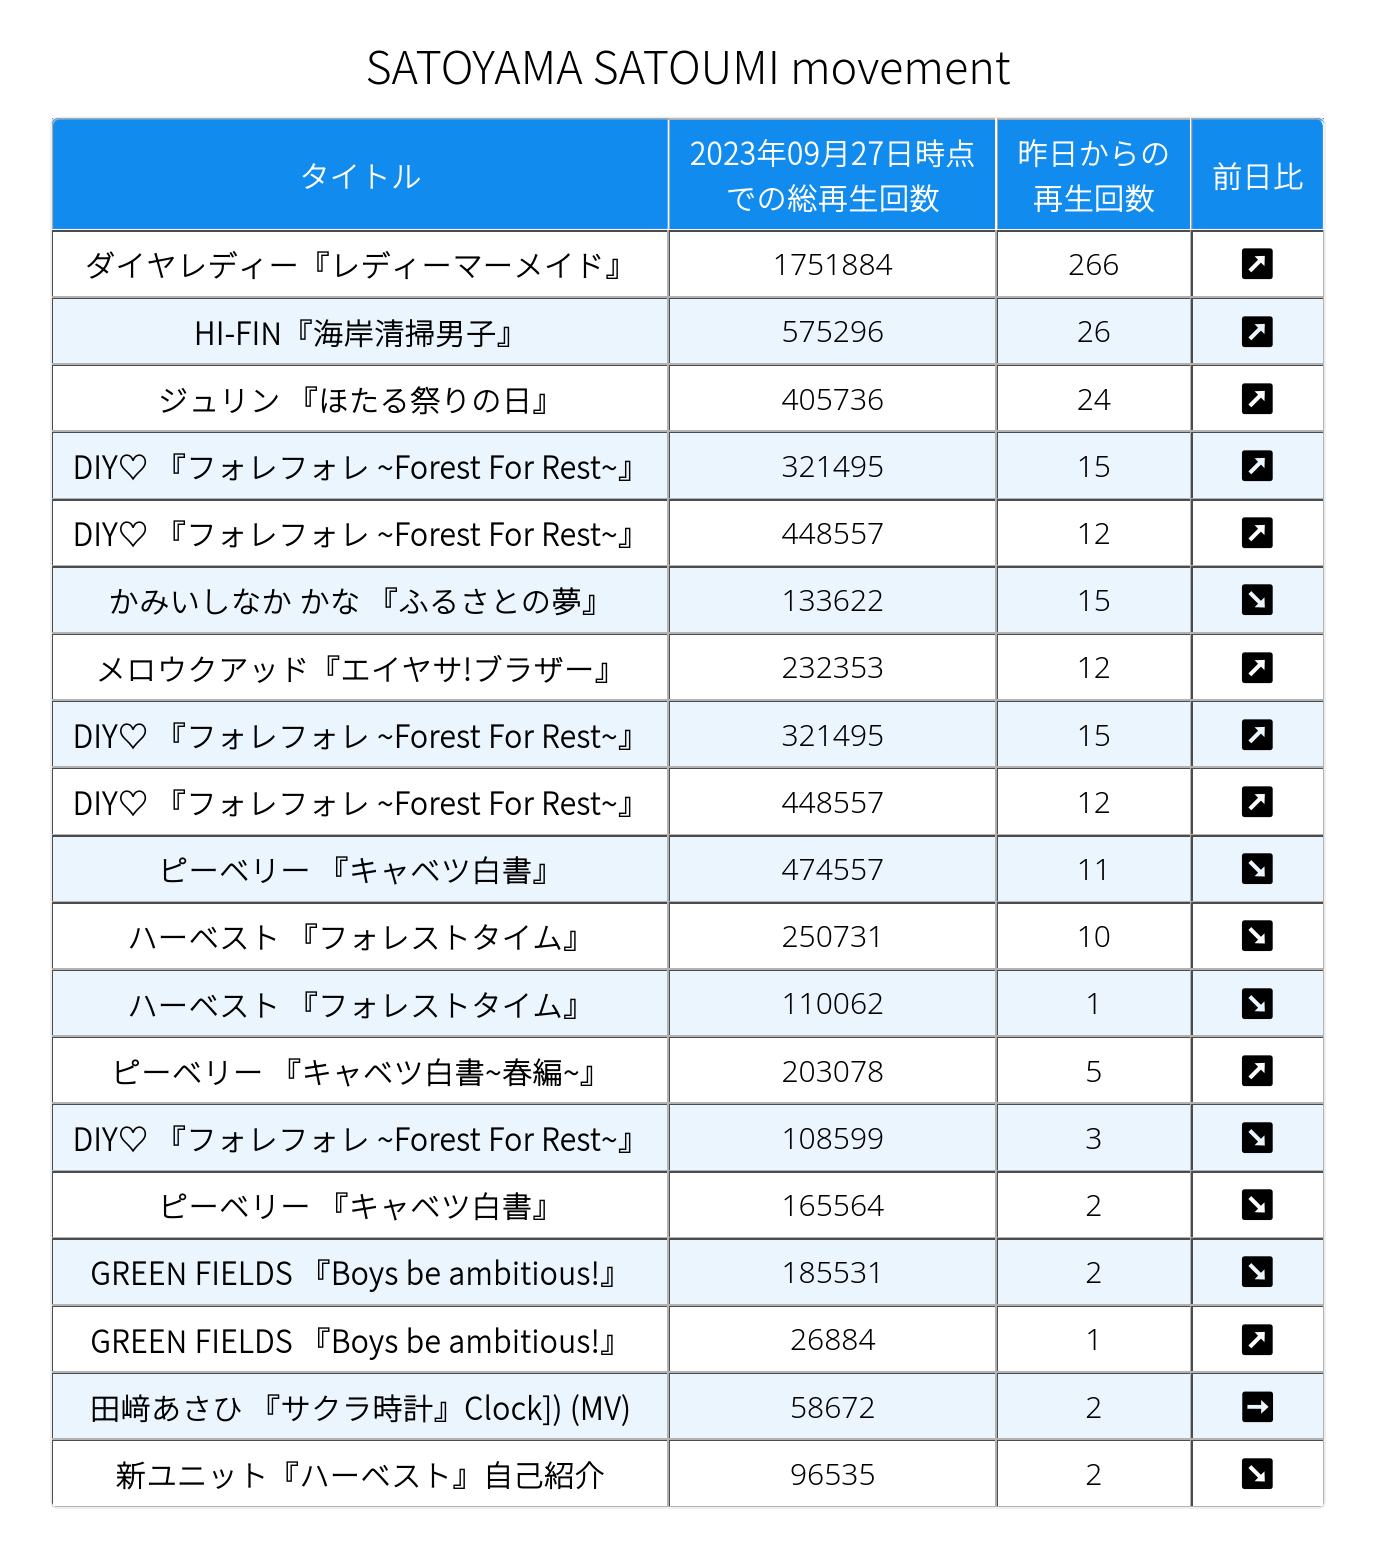 SATOYAMA SATOUMI movement
タイトル 2023年09月27日時点 昨日からの 前日比
での総再生回数 再生回数
ダイヤレディー『レディーマーメイド』 1751884 266
HI-FIN『海岸清掃男子』 575296 26
ジュリン 『ほたる祭りの日』 405736 24
DIY♡ 『フォレフォレ ~Forest For Rest~』 321495 15
DIY♡ 『フォレフォレ ~Forest For Rest~』 448557 12
かみいしなか かな 『ふるさとの夢』 133622 15
メロウクアッド『エイヤサ!ブラザー』 232353 12
DIY♡ 『フォレフォレ ~Forest For Rest~』 321495 15
DIY♡ 『フォレフォレ ~Forest For Rest~』 448557 12
ピーベリー 『キャベツ白書』 474557 11
ハーベスト 『フォレストタイム』 250731 10
ハーベスト 『フォレストタイム』 110062 1
ピーベリー 『キャベツ白書~春編~』 203078 5
DIY♡ 『フォレフォレ ~Forest For Rest~』 108599 3
ピーベリー 『キャベツ白書』 165564 2
GREEN FIELDS 『Boys be ambitious!』 185531 2
GREEN FIELDS 『Boys be ambitious!』 26884 1
田﨑あさひ 『サクラ時計』Clock]) (MV) 58672 2
新ユニット『ハーベスト』自己紹介 96535 2